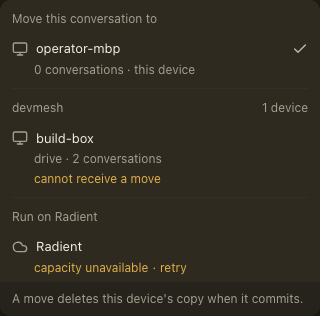 Move this conversation to
operator-mbp
0 conversations · this device
devmesh 1 device
build-box
drive · 2 conversations
cannot receive a move
Run on Radient
Radient
capacity unavailable · retry
A move deletes this device's copy when it commits.